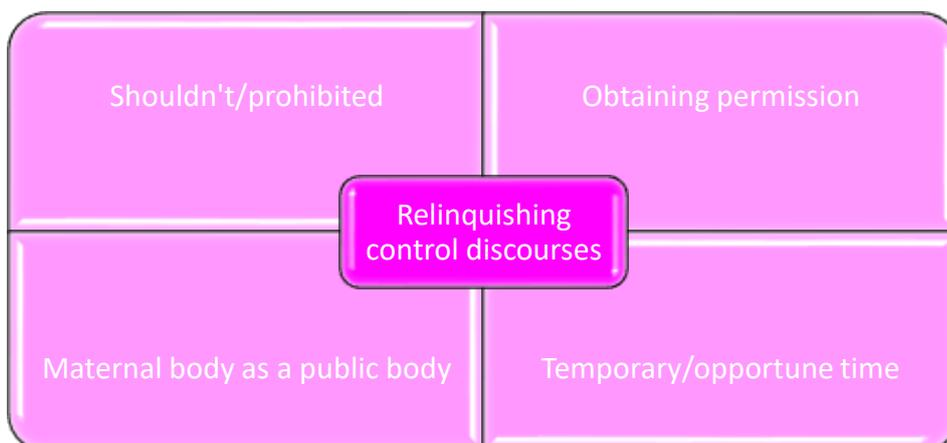 Shouldn't/prohibited
Obtaining permission
Relinquishing
control discourses
Maternal body as a public body
Temporary/opportune time